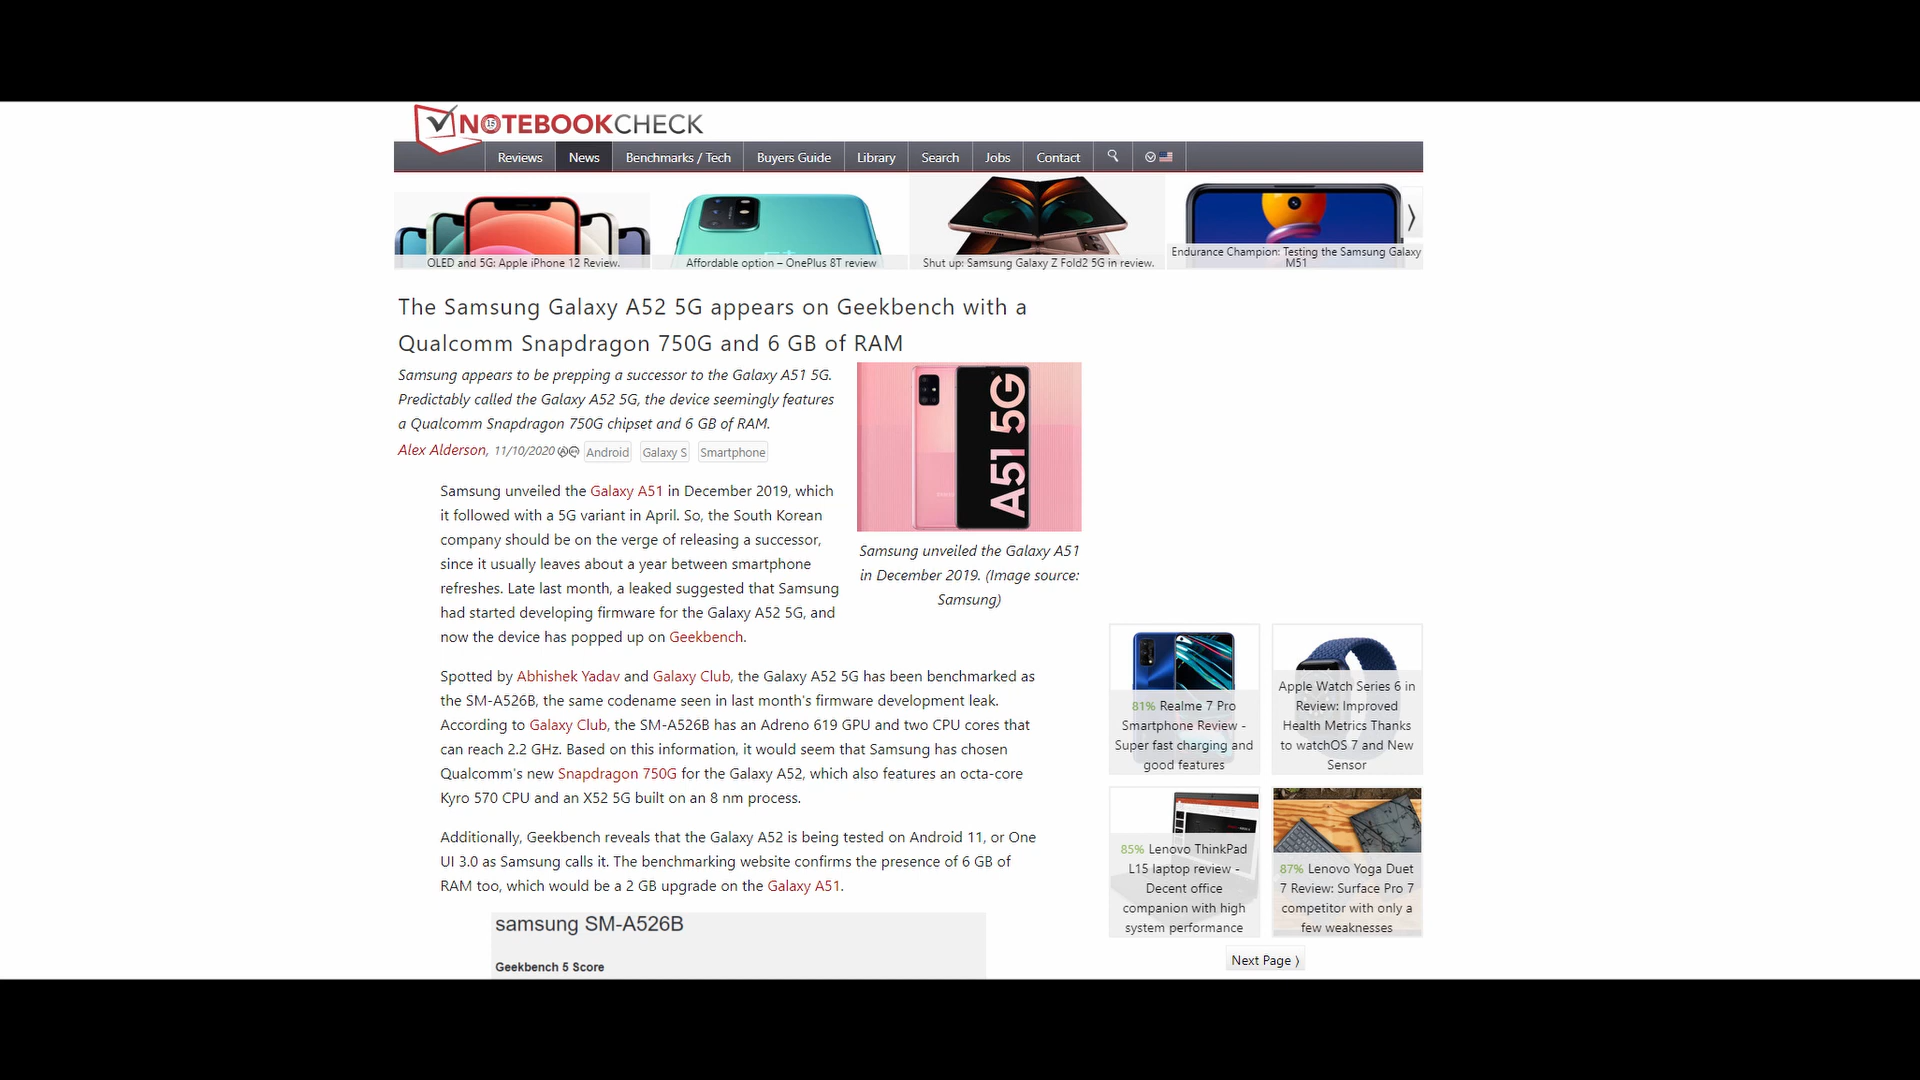 NOTEBOOKCHECK
Reviews
News
Benchmarks / Tech
Buyers Guide
Library
Search
Jobs
Contact
OLED and 5G: Apple iPhone 12 Review.
Affordable option – OnePlus 8T review
Shut up: Samsung Galaxy Z Fold2 5G in review.
Endurance Champion: Testing the Samsung Galaxy
M51
The Samsung Galaxy A52 5G appears on Geekbench with a
Qualcomm Snapdragon 750G and 6 GB of RAM
Samsung appears to be prepping a successor to the Galaxy A51 5G.
Predictably called the Galaxy A52 5G, the device seemingly features
a Qualcomm Snapdragon 750G chipset and 6 GB of RAM.
Alex Alderson, 11/10/2020
Android
Galaxy S
Smartphone
A51 5G
Samsung unveiled the Galaxy A51
in December 2019. (Image source:
Samsung)
Samsung unveiled the Galaxy A51 in December 2019, which
it followed with a 5G variant in April. So, the South Korean
company should be on the verge of releasing a successor,
since it usually leaves about a year between smartphone
refreshes. Late last month, a leaked suggested that Samsung
had started developing firmware for the Galaxy A52 5G, and
now the device has popped up on Geekbench.
Spotted by Abhishek Yadav and Galaxy Club, the Galaxy A52 5G has been benchmarked as
the SM-A526B, the same codename seen in last month's firmware development leak.
According to Galaxy Club, the SM-A526B has an Adreno 619 GPU and two CPU cores that
can reach 2.2 GHz. Based on this information, it would seem that Samsung has chosen
Qualcomm's new Snapdragon 750G for the Galaxy A52, which also features an octa-core
Kyro 570 CPU and an X52 5G built on an 8 nm process.
Additionally, Geekbench reveals that the Galaxy A52 is being tested on Android 11, or One
UI 3.0 as Samsung calls it. The benchmarking website confirms the presence of 6 GB of
RAM too, which would be a 2 GB upgrade on the Galaxy A51.
samsung SM-A526B
Geekbench 5 Score
81% Realme 7 Pro
Smartphone Review -
Super fast charging and
good features
Apple Watch Series 6 in
Review: Improved
Health Metrics Thanks
to watchOS 7 and New
Sensor
85% Lenovo ThinkPad
L15 laptop review -
Decent office
companion with high
system performance
87% Lenovo Yoga Duet
7 Review: Surface Pro 7
competitor with only a
few weaknesses
Next Page ⟩